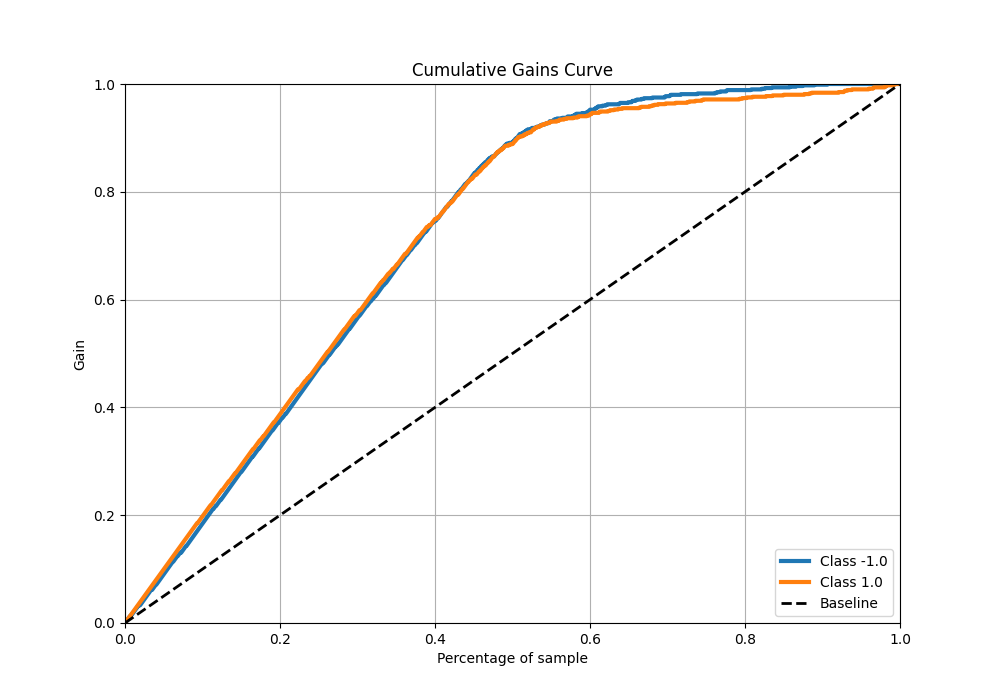 Cumulative Gains Curve
Gain
1.0
0.8
0.6
0.4
0.2
0.0
0.0 0.2 0.4 0.6 0.8 1.0
Percentage of sample
Class -1.0
Class 1.0
Baseline